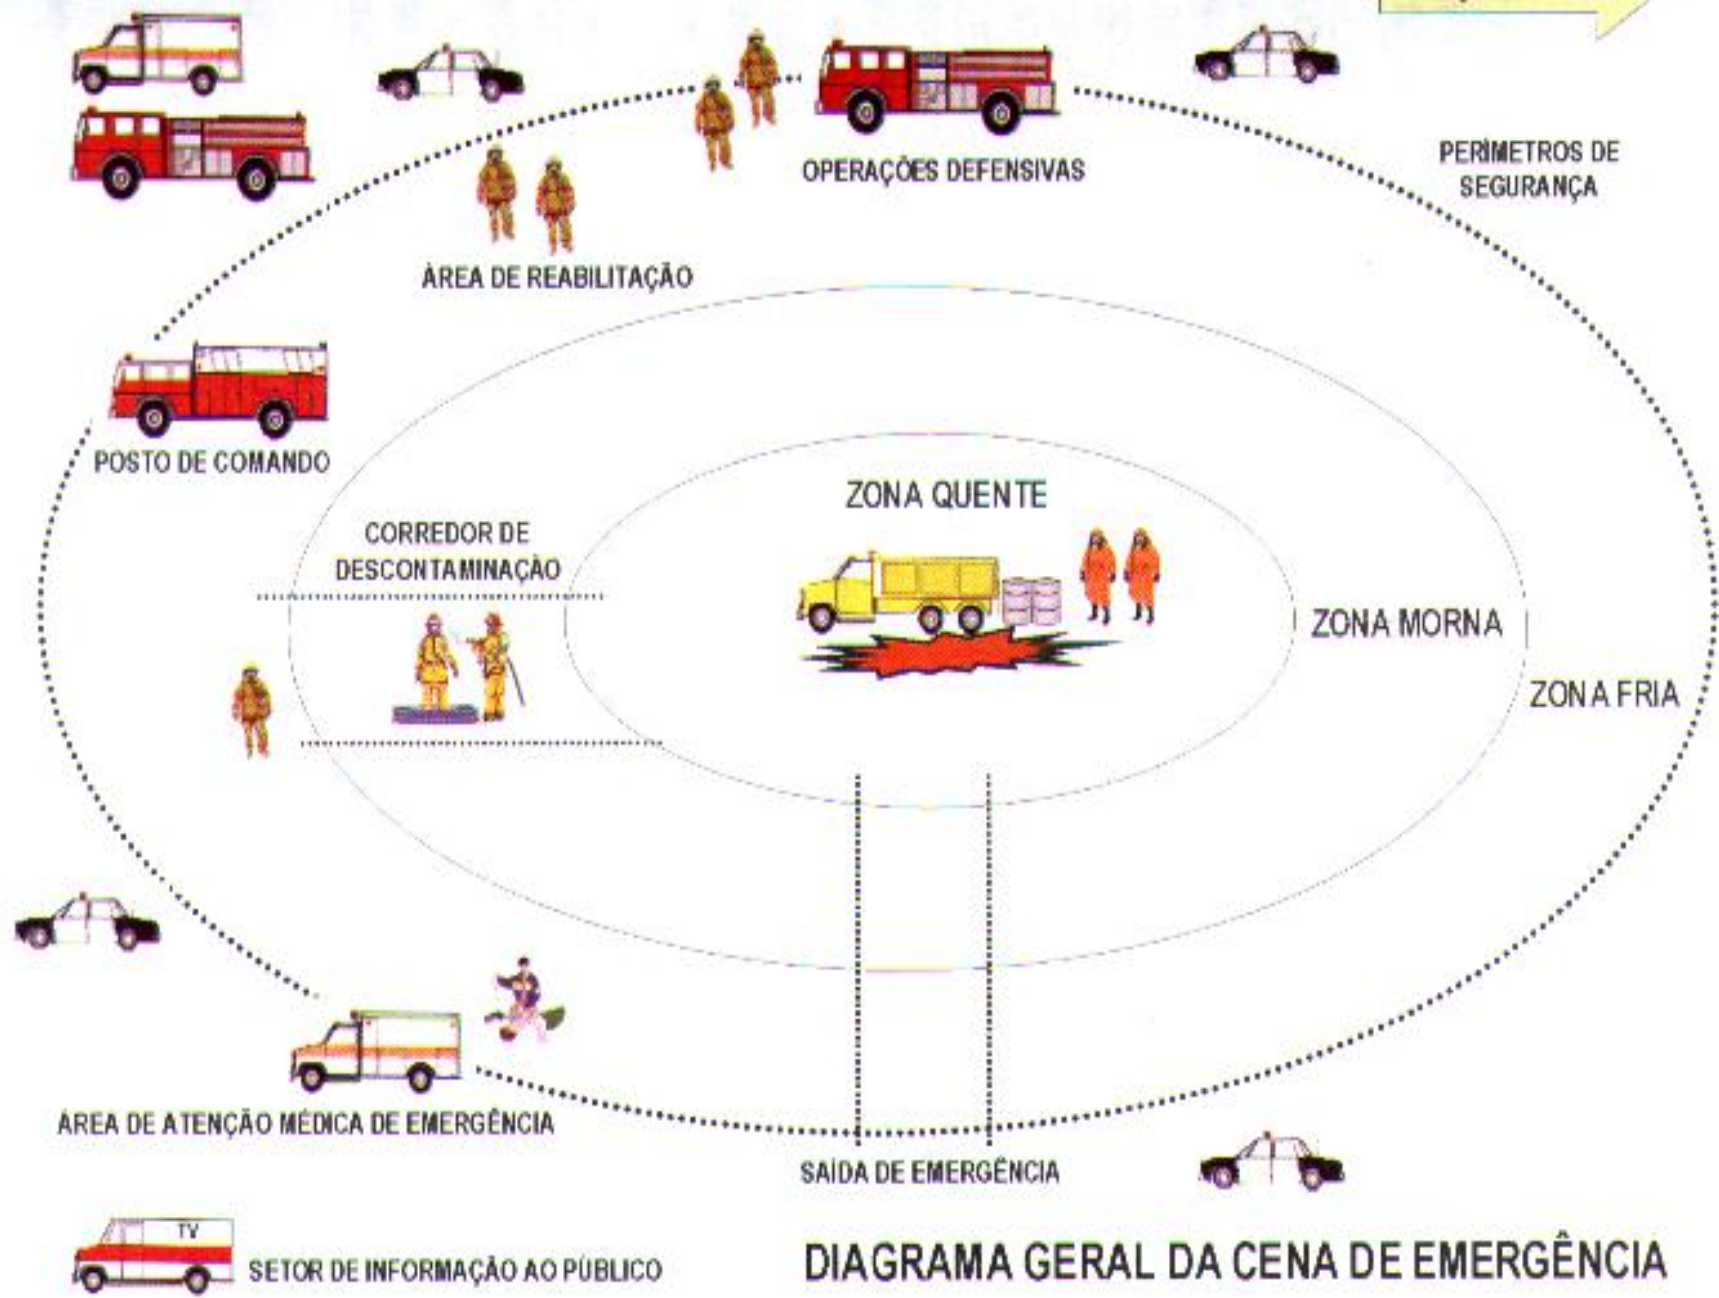 OPERAÇÕES DEFENSIVAS
PERÍMETROS DE
SEGURANÇA
ÁREA DE REABILITAÇÃO
POSTO DE COMANDO
ZONA QUENTE
CORREDOR DE
DESCONTAMINAÇÃO
ZONA MORNA
ZONA FRIA
ÁREA DE ATENÇÃO MÉDICA DE EMERGÊNCIA
SAÍDA DE EMERGÊNCIA
TV
SETOR DE INFORMAÇÃO AO PÚBLICO
DIAGRAMA GERAL DA CENA DE EMERGÊNCIA